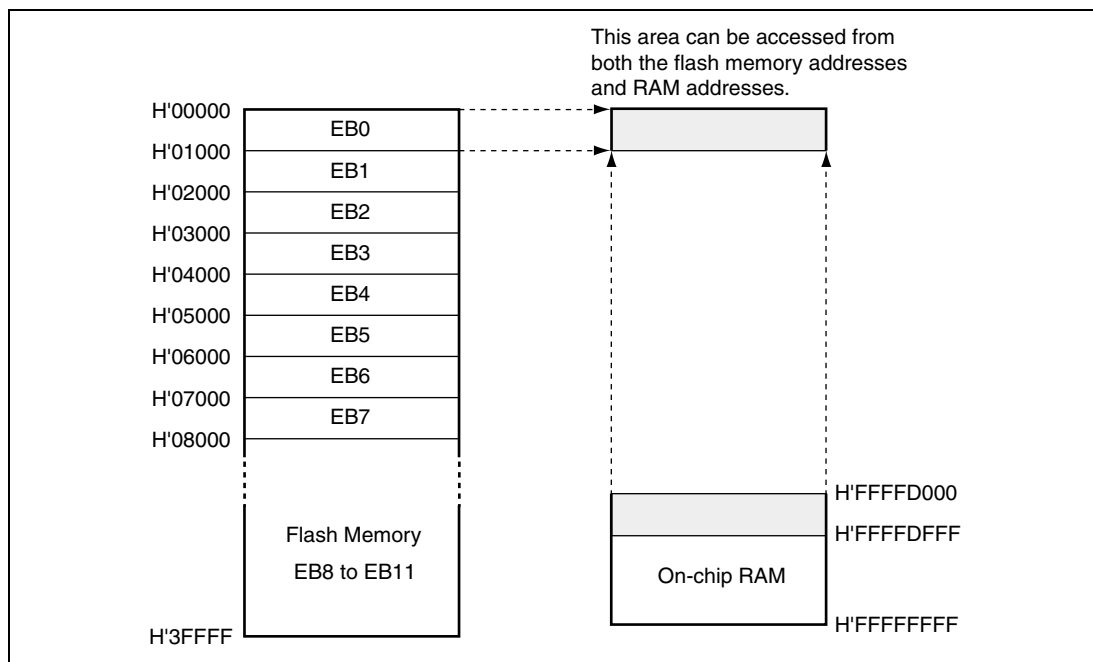 This area can be accessed from
both the flash memory addresses
and RAM addresses.
H'00000
EB0
H'01000
EB1
H'02000
EB2
H'03000
EB3
H'04000
EB4
H'05000
EB5
H'06000
EB6
H'07000
EB7
H'08000
Flash Memory
EB8 to EB11
H'3FFFF
H'FFFFD000
H'FFFFDFFF
On-chip RAM
H'FFFFFFFF